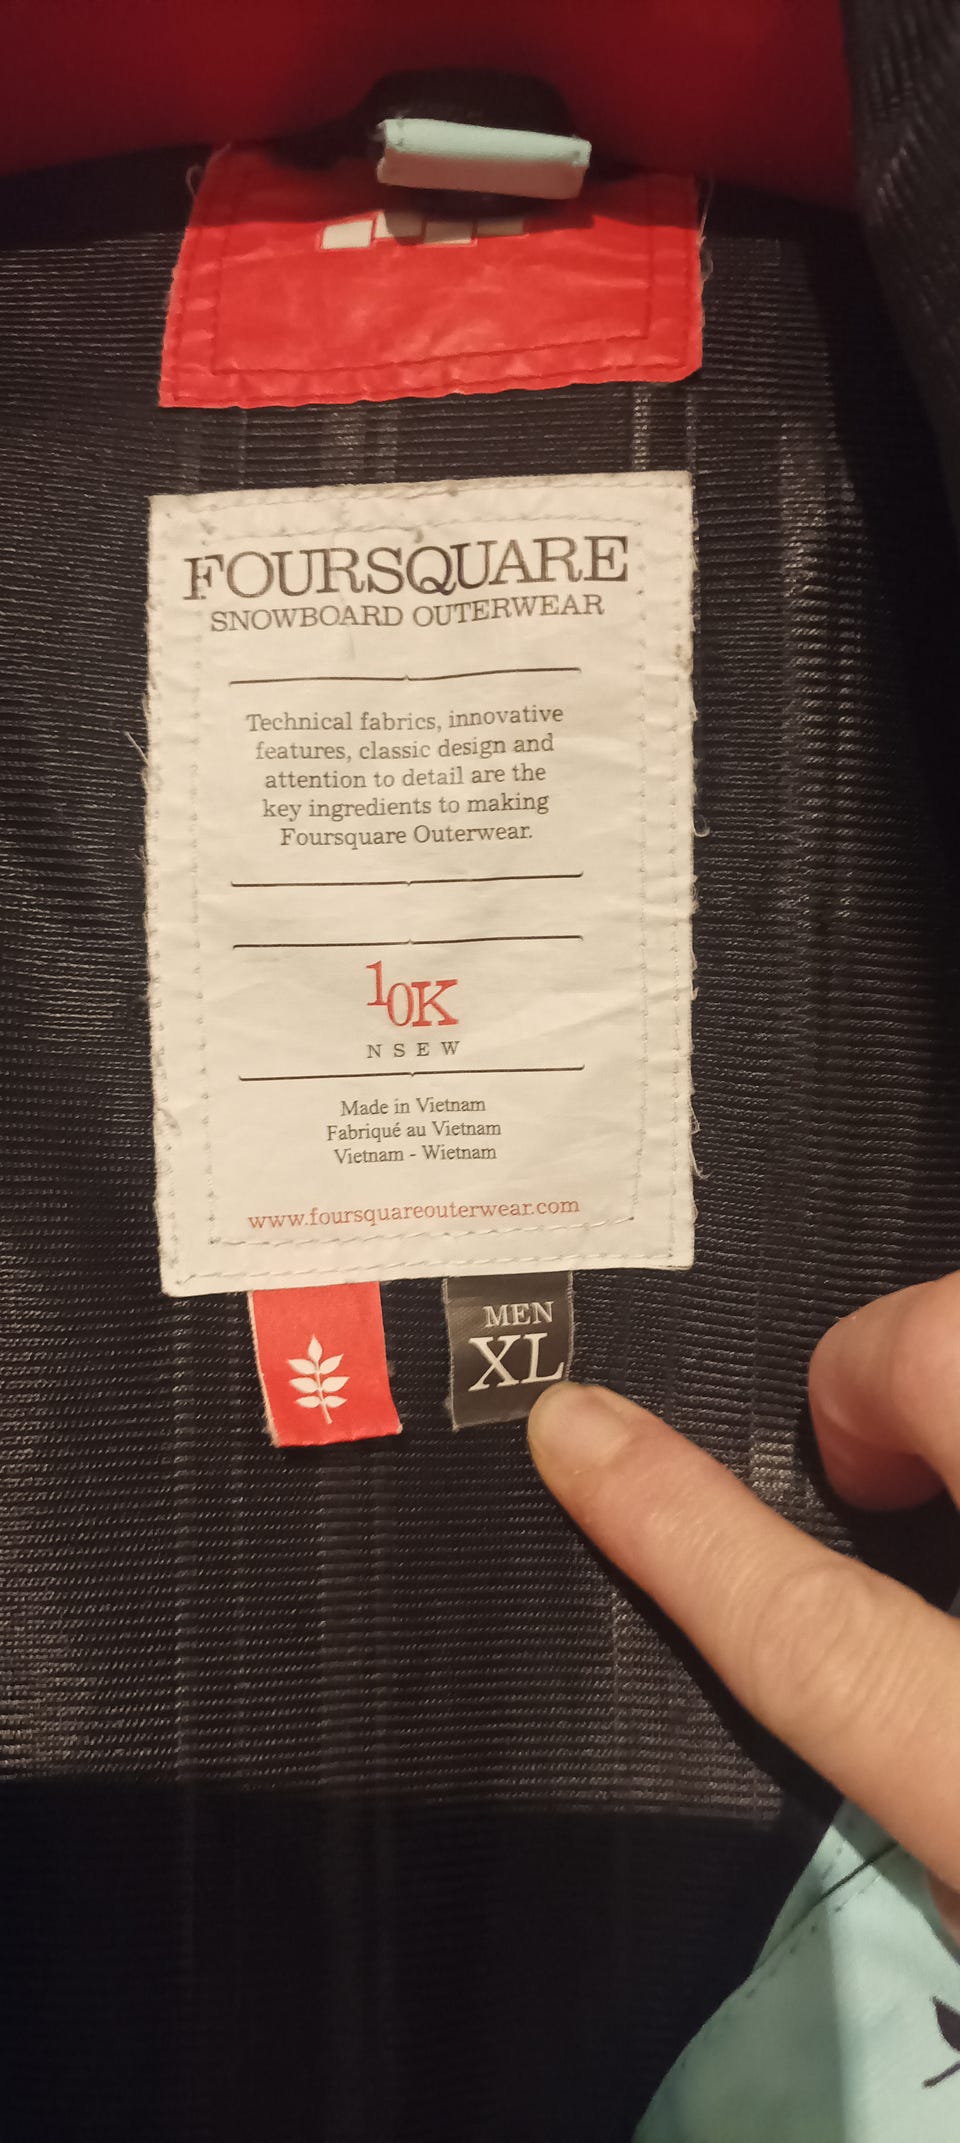 FOURSQUARE
SNOWBOARD OUTERWEAR
Technical fabrics, innovative
features, classic design and
attention to detail are the
key ingredients to making
Foursquare Outerwear.
10K
N S E W
Made in Vietnam
Fabriqué au Vietnam
Vietnam - Wietnam
www.foursquareouterwear.com
MEN
XL